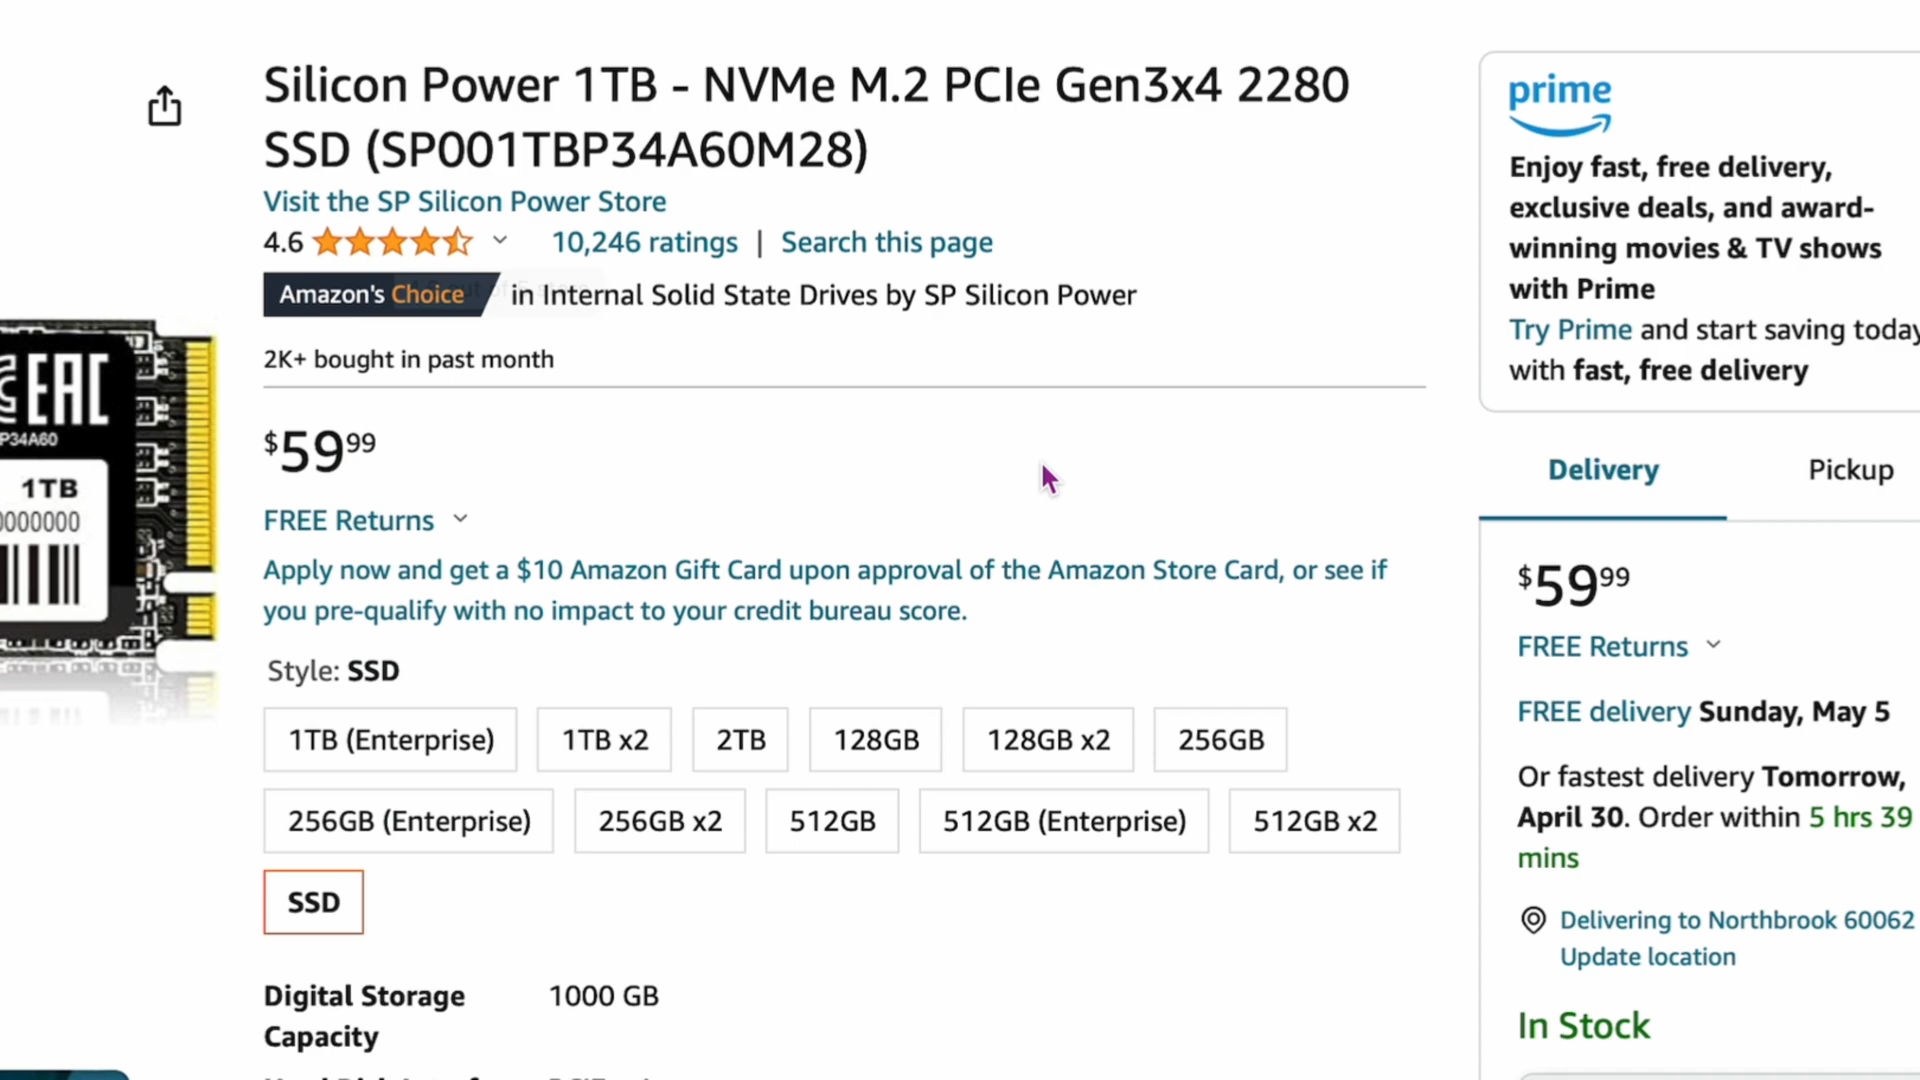 Silicon Power 1TB - NVMe M.2 PCIe Gen3x4 2280
SSD (SP001TBP34A60M28)
Visit the SP Silicon Power Store
4.6
10,246 ratings | Search this page
Amazon's Choice in Internal Solid State Drives by SP Silicon Power
2K+ bought in past month
$59.99
FREE Returns
Apply now and get a $10 Amazon Gift Card upon approval of the Amazon Store Card, or see if
you pre-qualify with no impact to your credit bureau score.
Style: SSD
1TB (Enterprise)
1TB x2
2TB
128GB
128GB x2
256GB
256GB (Enterprise)
256GB x2
512GB
512GB (Enterprise)
512GB x2
SSD
Digital Storage
Capacity
1000 GB
EAC
P34A60
1TB
0000000
prime
Enjoy fast, free delivery,
exclusive deals, and award-
winning movies & TV shows
with Prime
Try Prime and start saving today
with fast, free delivery
Delivery
Pickup
$59.99
FREE Returns
FREE delivery Sunday, May 5
Or fastest delivery Tomorrow,
April 30. Order within 5 hrs 39
mins
Delivering to Northbrook 60062
Update location
In Stock